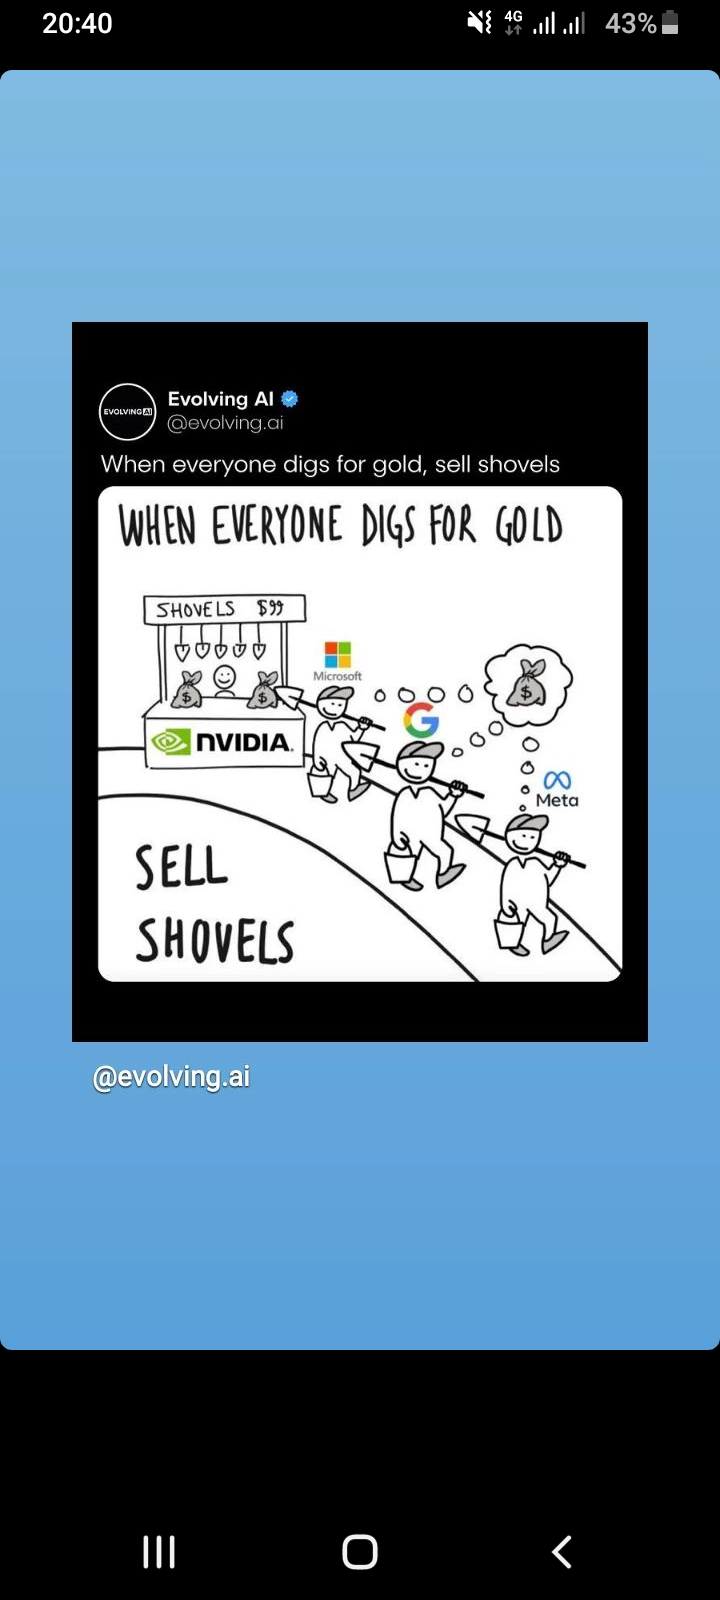 20:40 4G 43%
EVOLVING AI
Evolving AI
@evolving.ai
When everyone digs for gold, sell shovels
WHEN EVERYONE DIGS FOR GOLD
SHOVELS $99
$ $
Microsoft
$
G
NVIDIA.
Meta
SELL
SHOVELS
@evolving.ai